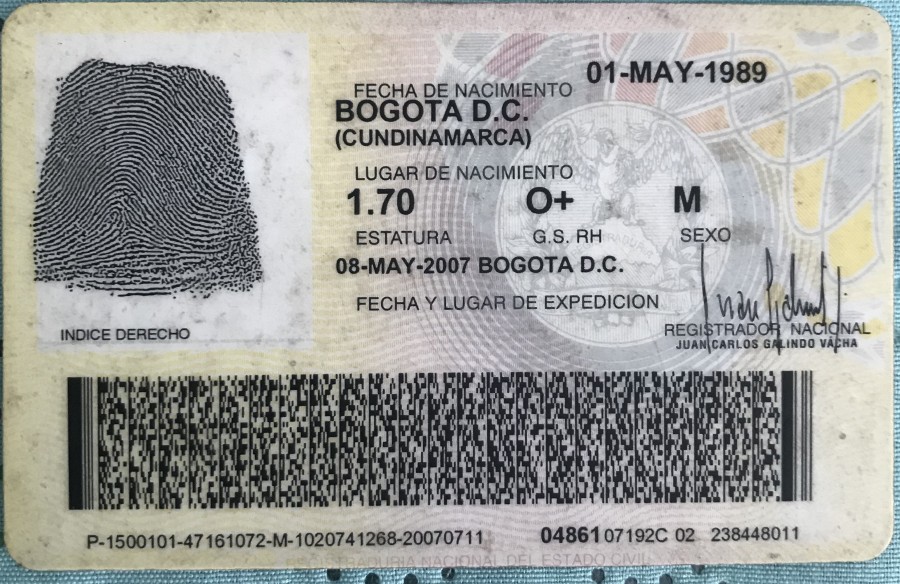 01-MAY-1989
FECHA DE NACIMIENTO
BOGOTA D.C.
(CUNDINAMARCA)
LUGAR DE NACIMIENTO
1.70 O+ M
ESTATURA G.S. RH SEXO
08-MAY-2007 BOGOTA D.C.
FECHA Y LUGAR DE EXPEDICION
INDICE DERECHO
REGISTRADOR NACIONAL
JUAN CARLOS GALINDO VACHA
P-1500101-47161072-M-1020741268-20070711 04861 07192C 02 238448011
NACIONAL DEL ESTADO CIVIL